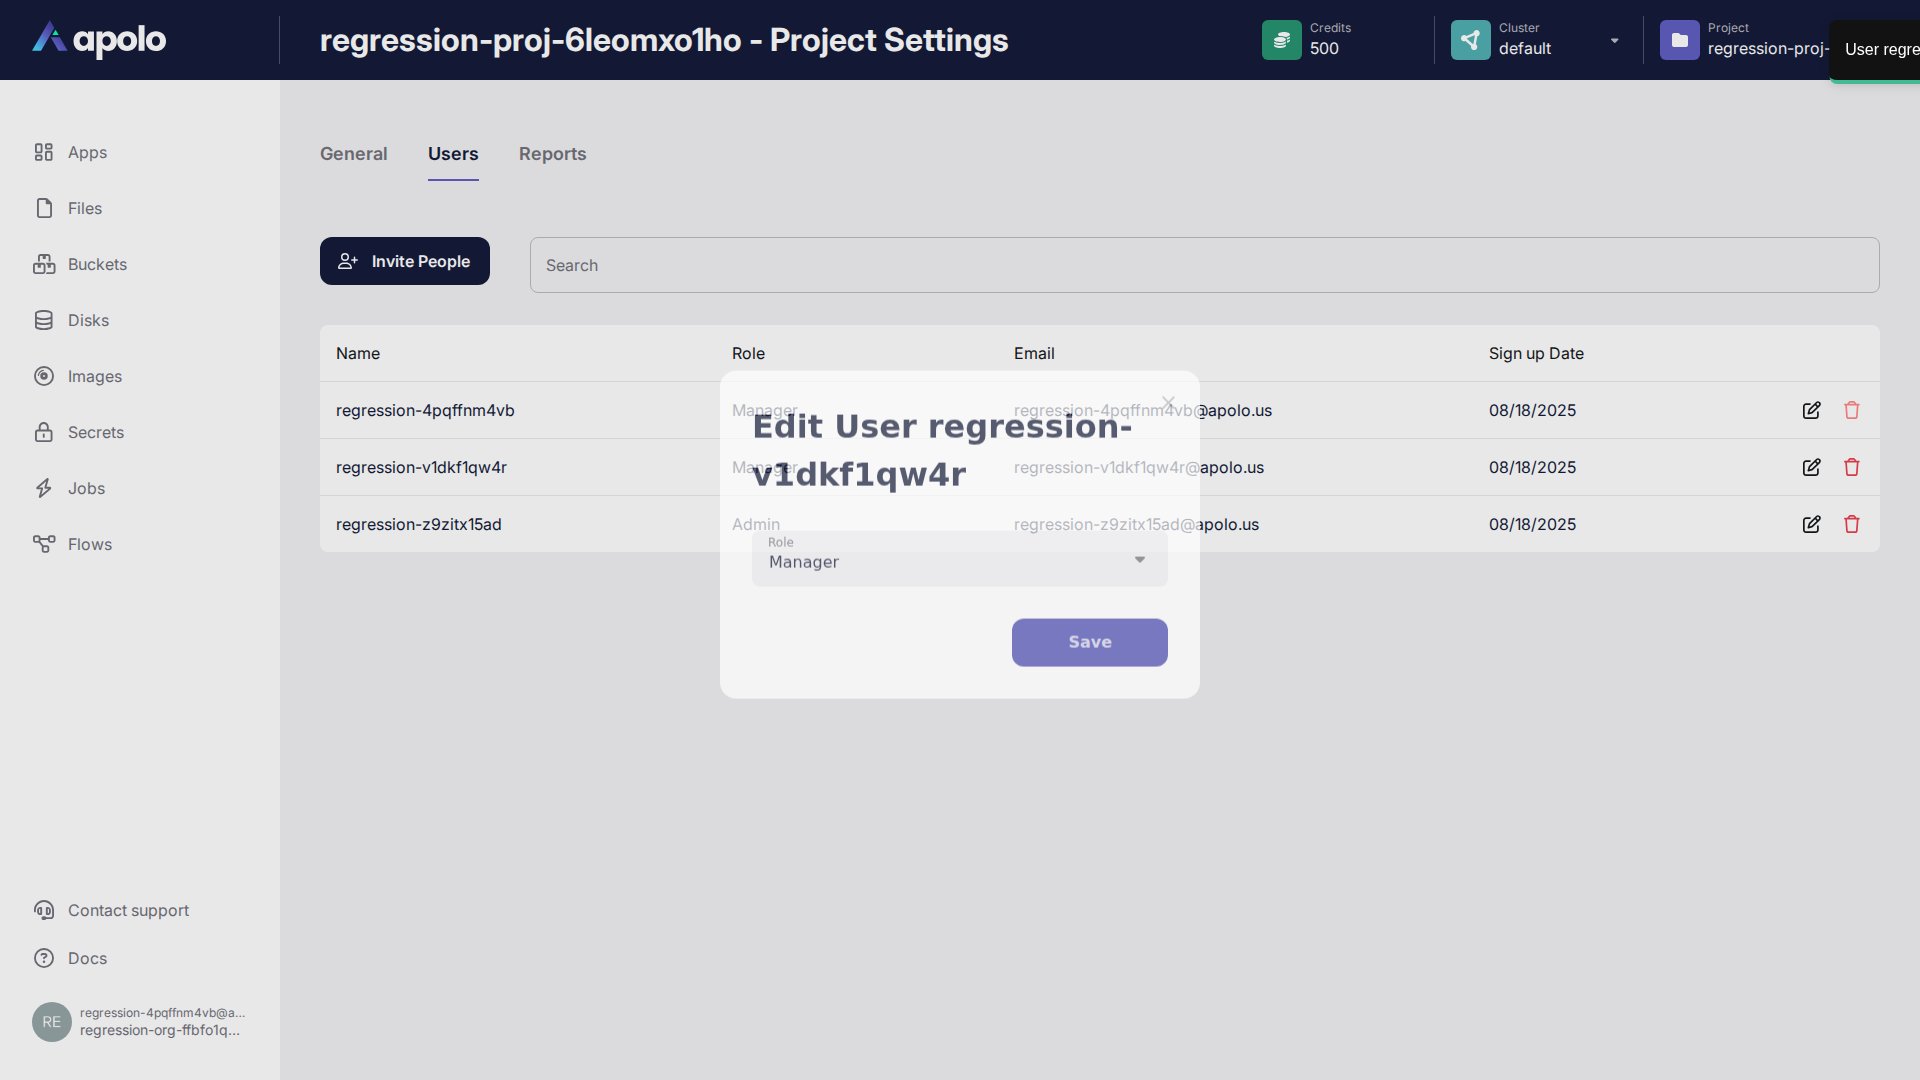 apolo
regression-proj-6leomxo1ho - Project Settings
Credits
500
Cluster
default
Project
regression-proj-
User regre
Apps
Files
Buckets
Disks
Images
Secrets
Jobs
Flows
General
Users
Reports
Invite People
Search
Name
Role
Email
Sign up Date
regression-4pqffnm4vb
Manager
regression-4pqffnm4vb@apolo.us
08/18/2025
regression-v1dkf1qw4r
Manager
regression-v1dkf1qw4r@apolo.us
08/18/2025
regression-z9zitx15ad
Admin
regression-z9zitx15ad@apolo.us
08/18/2025
Edit User regression-
v1dkf1qw4r
Role
Manager
Save
Contact support
Docs
RE
regression-4pqffnm4vb@a...
regression-org-ffbfo1q...